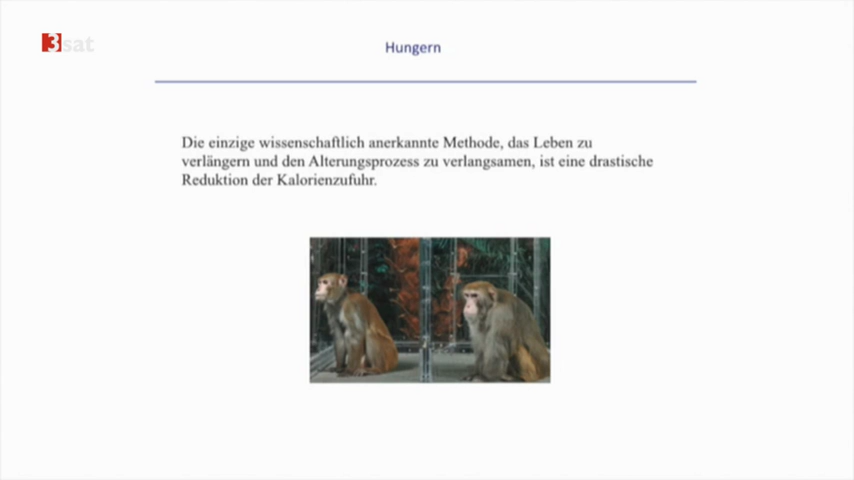 3sat
Hungern
Die einzige wissenschaftlich anerkannte Methode, das Leben zu
verlängern und den Alterungsprozess zu verlangsamen, ist eine drastische
Reduktion der Kalorienzufuhr.